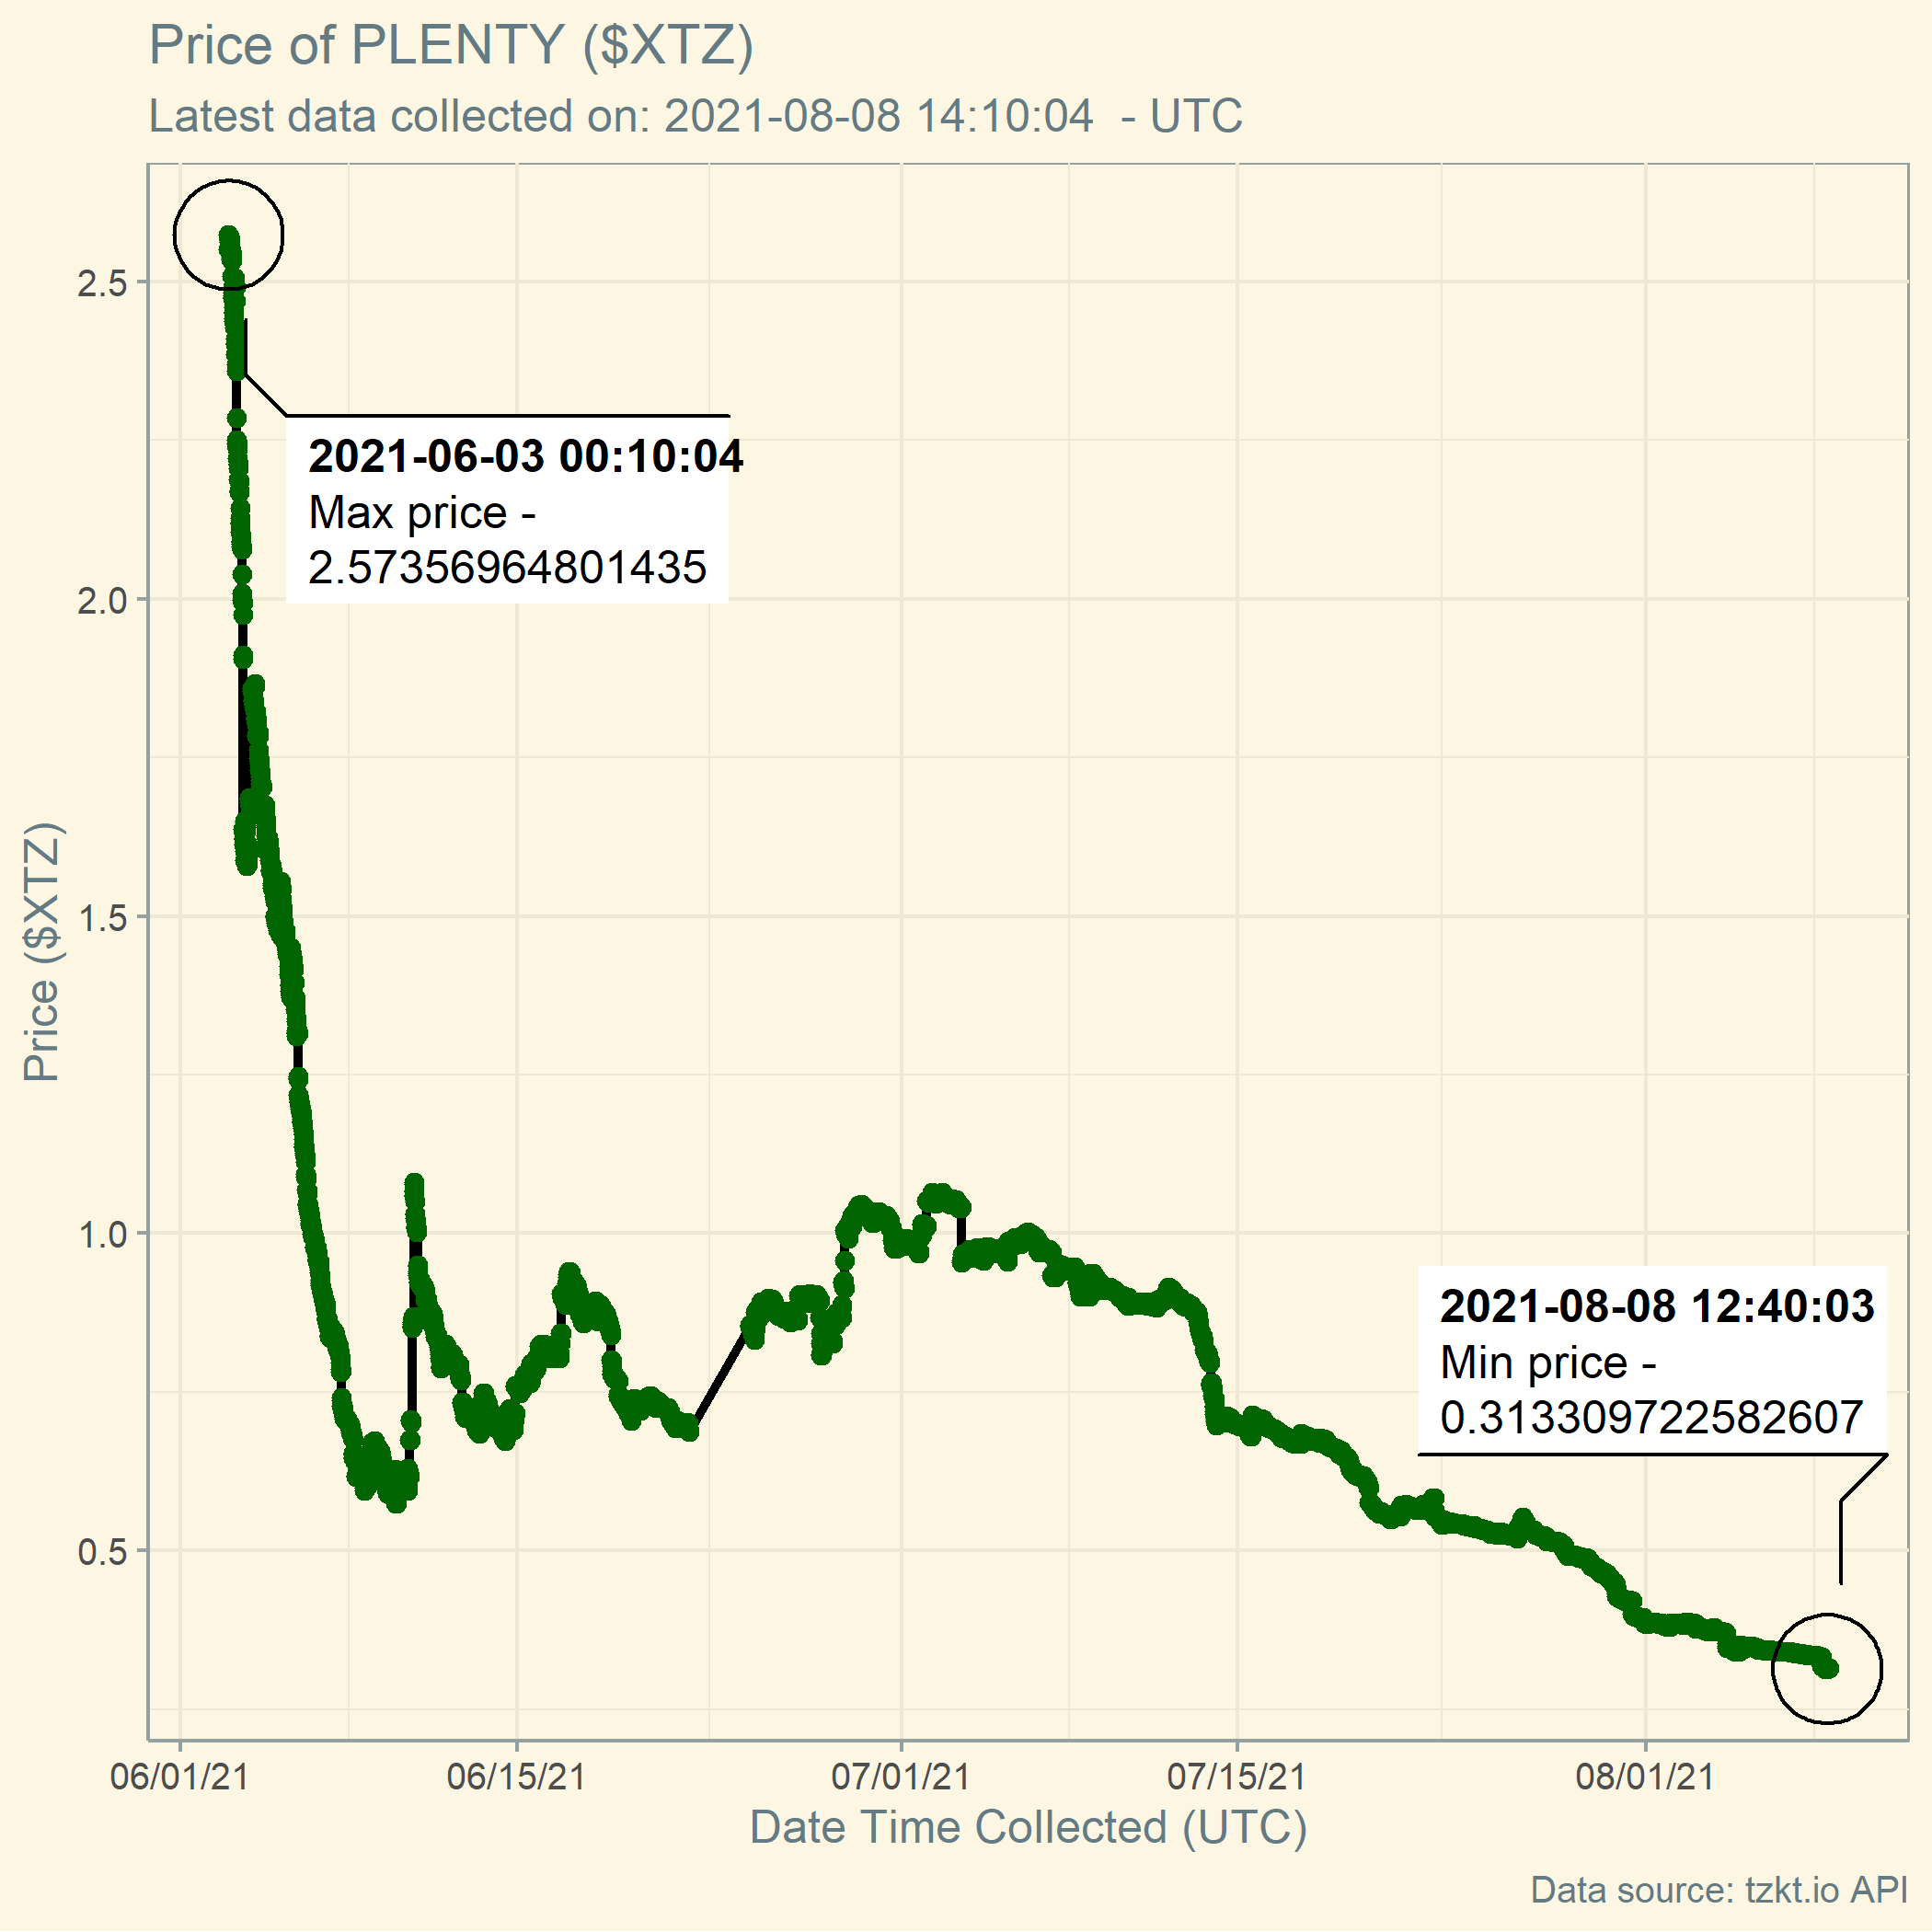 Price of PLENTY ($XTZ)
Latest data collected on: 2021-08-08 14:10:04  - UTC
2021-06-03 00:10:04
Max price -
2.57356964801435
2021-08-08 12:40:03
Min price -
0.313309722582607
Price ($XTZ)
2.5
2.0
1.5
1.0
0.5
06/01/21
06/15/21
07/01/21
07/15/21
08/01/21
Date Time Collected (UTC)
Data source: tzkt.io API